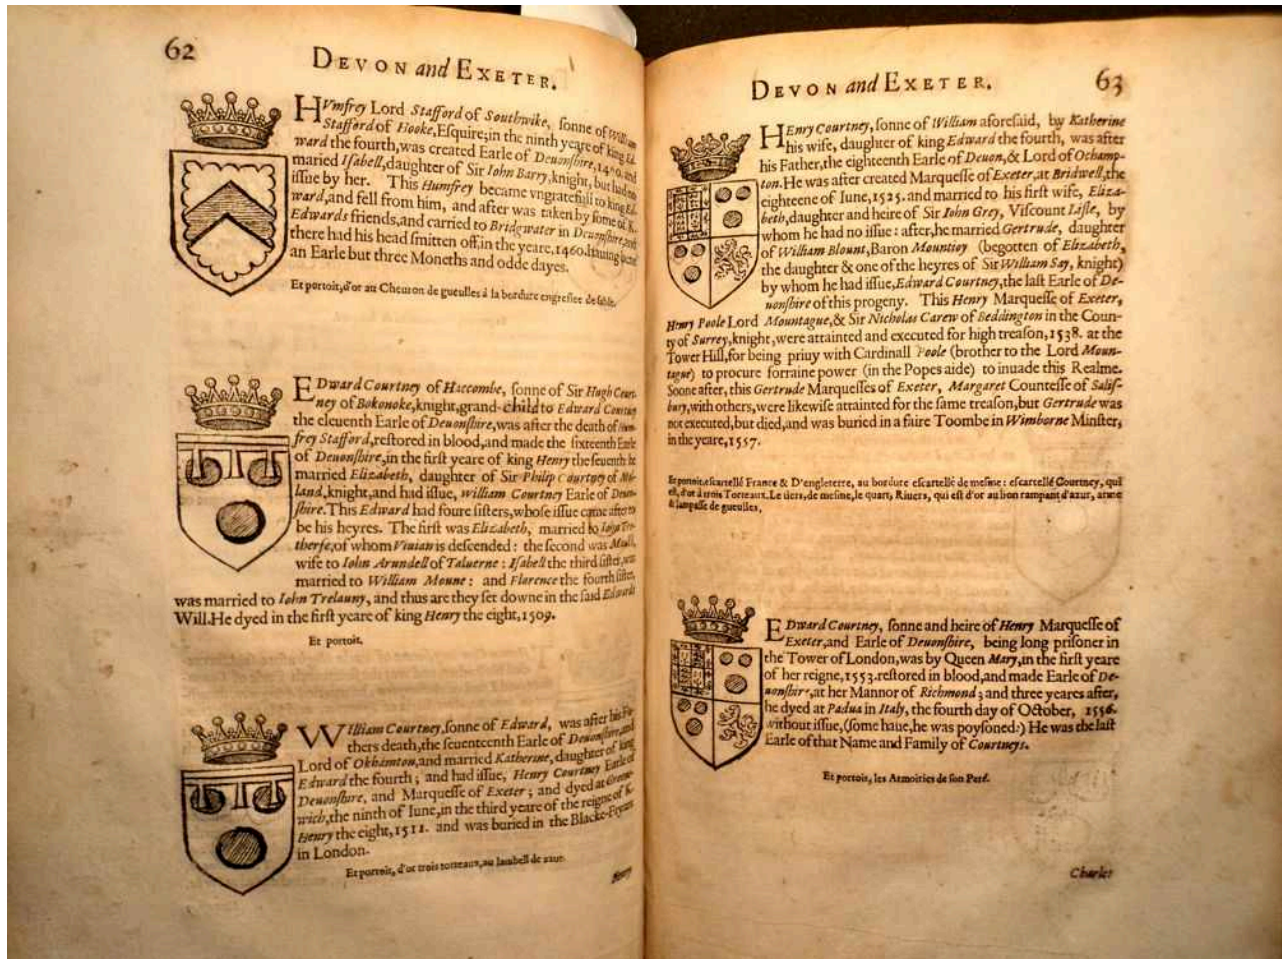 62
DEVON and EXETER.
HVmfrey Lord Stafford of Southwike, sonne of William
Stafford of Hooke, Esquire; in the ninth yeare of king Ed-
ward the fourth, was created Earle of Deuonshire, and
maried Isabell, daughter of Sir Iohn Barry, knight, but had no
issue by her. This Humfrey became vngratefull to king Ed-
ward, and fell from him, and after was taken by some of K.
Edwards friends, and carried to Bridgwater in Deuonshire, and
there had his head smitten off, in the yeare, 1460. hauing beene
an Earle but three Moneths and odde dayes.
Et portoit, d'or au Cheuron de gueulles à la bordure engreslee de sable.
EDward Courtney of Haccombe, sonne of Sir Hugh Court-
ney of Bokonoke, knight, grand-child to Edward Courtney
the eleuenth Earle of Deuonshire, was after the death of Hum-
frey Stafford, restored in blood, and made the sixteenth Earle
of Deuonshire, in the first yeare of king Henry the seuenth: he
married Elizabeth, daughter of Sir Philip Courtney of Mo-
land, knight, and had issue, william Courtney Earle of Deuon-
shire. This Edward had foure sisters, whose issue came after to
be his heyres. The first was Elizabeth, married to Iohn Tre-
therfe, of whom Viuian is descended: the second was Maud,
wife to Iohn Arundell of Taluerne: Isabell the third sister, was
married to William Moune: and Florence the fourth sister,
was married to Iohn Trelauny, and thus are they set downe in the said Edwards
Will. He dyed in the first yeare of king Henry the eight, 1509.
Et portoit.
WIlliam Courtney, sonne of Edward, was after his Fa-
thers death, the seuenteenth Earle of Deuonshire, and
Lord of Okhamton, and married Katherine, daughter of king
Edward the fourth; and had issue, Henry Courtney Earle of
Deuonshire, and Marquesse of Exeter; and dyed at Greene-
wich, the ninth of Iune, in the third yeare of the reigne of K.
Henry the eight, 1511. and was buried in the Blacke-Fryers
in London.
Et portoit, d'or trois torteaux, au lambell de azur.
Henry
DEVON and EXETER.
63
HEnry Courtney, sonne of William aforesaid, by Katherine
his wife, daughter of king Edward the fourth, was after
his Father, the eighteenth Earle of Deuon, & Lord of Ochamp-
ton. He was after created Marquesse of Exeter, at Bridwell, the
eighteene of Iune, 1525. and married to his first wife, Eliza-
beth, daughter and heire of Sir Iohn Grey, Viscount Lisle, by
whom he had no issue: after, he married Gertrude, daughter
of William Blount, Baron Mountioy (begotten of Elizabeth,
the daughter & one of the heyres of Sir William Say, knight)
by whom he had issue, Edward Courtney, the last Earle of De-
uonshire of this progeny. This Henry Marquesse of Exeter,
Henry Poole Lord Mountague, & Sir Nicholas Carew of Beddington in the Coun-
ty of Surrey, knight, were attainted and executed for high treason, 1538. at the
Tower Hill, for being priuy with Cardinall Poole (brother to the Lord Moun-
tague) to procure forraine power (in the Popes aide) to inuade this Realme.
Soone after, this Gertrude Marquesses of Exeter, Margaret Countesse of Salis-
bury, with others, were likewise attainted for the same treason, but Gertrude was
not executed, but died, and was buried in a faire Toombe in Wimborne Minster,
in the yeare, 1557.
Et portoit, escartellé France & D'engleterre, au bordure escartellé de mesine: escartellé Courtney, qui
est, d'or à trois Torteaux. Le tiers, de mesine, le quart, Riuers, qui est d'or au lion rampant d'azur, arme
& lampasse de gueulles,
EDward Courtney, sonne and heire of Henry Marquesse of
Exeter, and Earle of Deuonshire, being long prisoner in
the Tower of London, was by Queen Mary, in the first yeare
of her reigne, 1553. restored in blood, and made Earle of De-
uonshire, at her Mannor of Richmond; and three yeares after,
he dyed at Padua in Italy, the fourth day of October, 1556.
without issue, (some haue, he was poysoned:) He was the last
Earle of that Name and Family of Courtneys.
Et portoit, les Armoiries de son Peré.
Charles